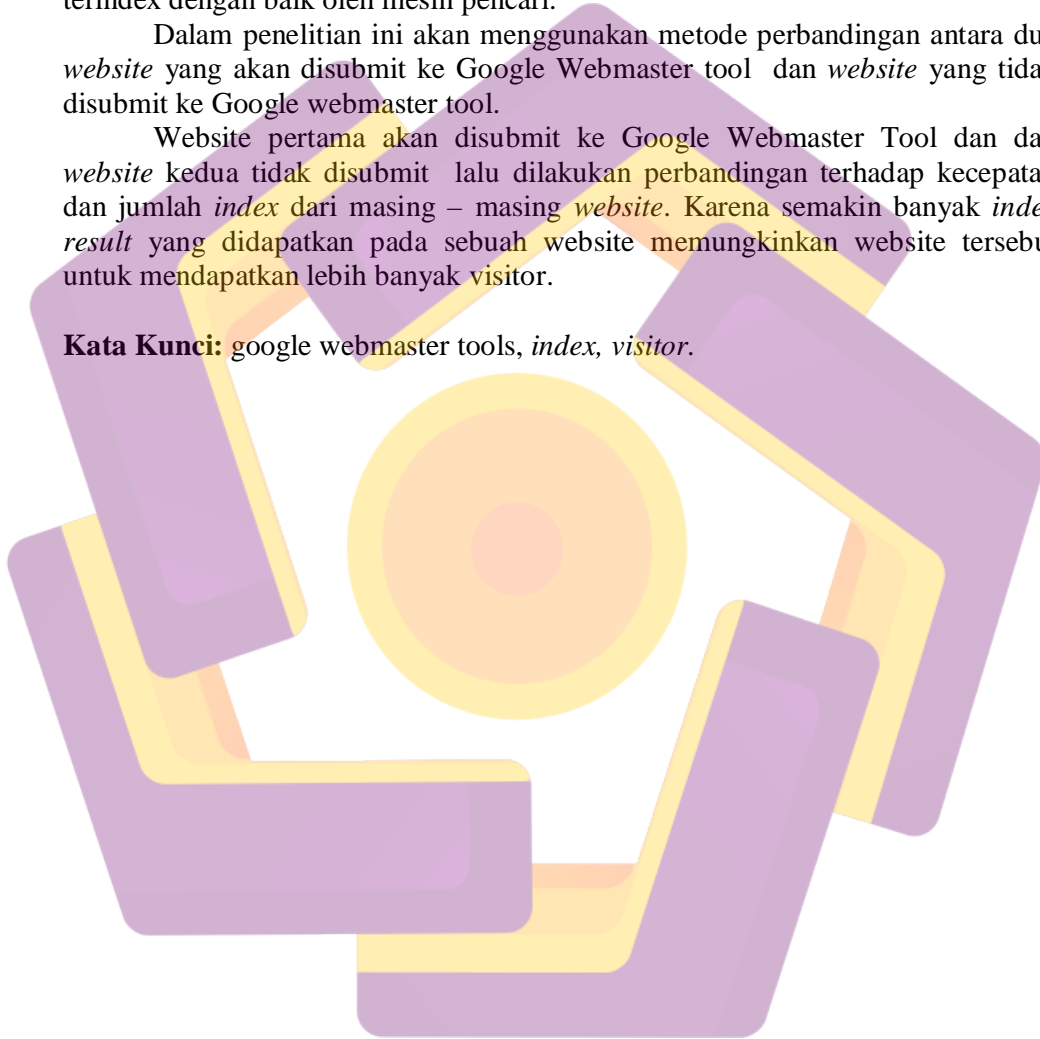 terindex dengan baik oleh mesin pencari.
Dalam penelitian ini akan menggunakan metode perbandingan antara du
website yang akan disubmit ke Google Webmaster tool dan website yang tida
disubmit ke Google webmaster tool.
Website pertama akan disubmit ke Google Webmaster Tool dan da
website kedua tidak disubmit lalu dilakukan perbandingan terhadap kecepata
dan jumlah index dari masing – masing website. Karena semakin banyak inde
result yang didapatkan pada sebuah website memungkinkan website tersebu
untuk mendapatkan lebih banyak visitor.
Kata Kunci: google webmaster tools, index, visitor.